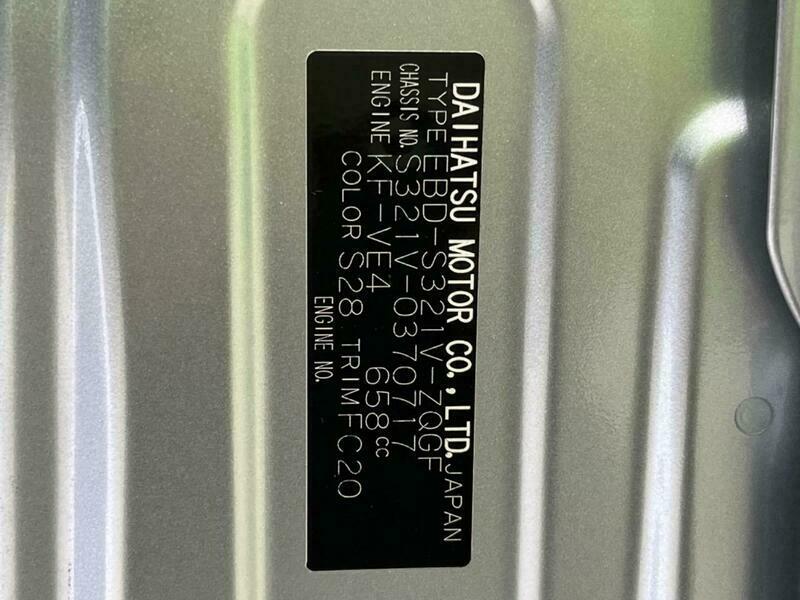 DAIHATSU MOTOR CO., LTD. JAPAN
TYPE EBD-S321V-ZQGF
CHASSIS NO. S321V-0370717
ENGINE KF-VE4 658cc
COLOR S28 TRIM FC20
ENGINE NO.